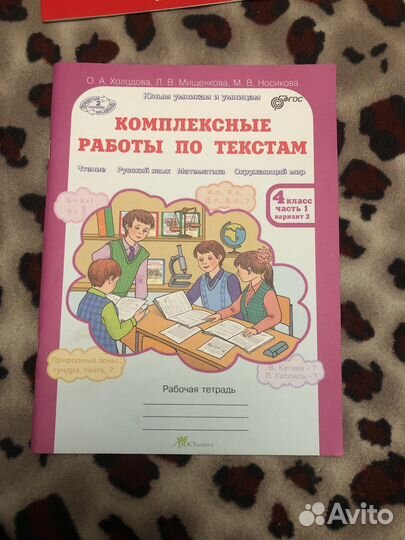 О. А. Холодова, Л. В. Мищенкова, М. В. Носикова
Юным умникам и умницам
ФГОС
КОМПЛЕКСНЫЕ
РАБОТЫ ПО ТЕКСТАМ
Чтение Русский язык Математика Окружающий мир
4 КЛАСС
ЧАСТЬ 1
вариант 2
И.п., Р.п.,
Д.п., В.п., ?
Природные зоны:
тундра, тайга, ?
В. Катаев - ?
Л. Кассиль - ?
Рабочая тетрадь
РОСТкнига
Avito